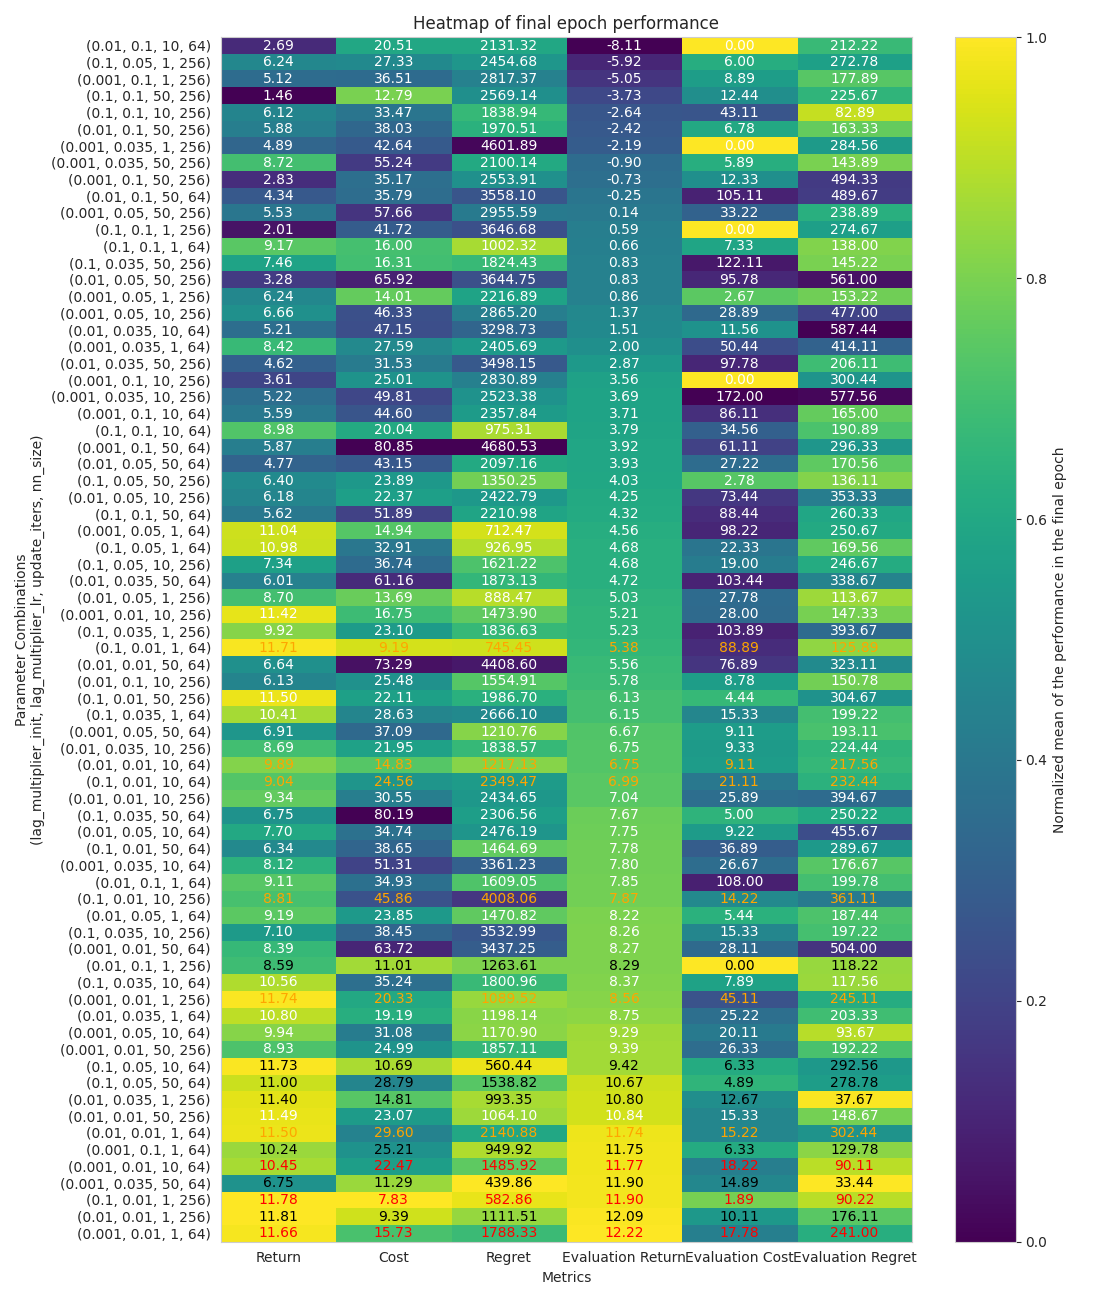 Heatmap of final epoch performance
(0.01, 0.1, 10, 64) 2.69 20.51 2131.32 -8.11 0.00 212.22
(0.1, 0.05, 1, 256) 6.24 27.33 2454.68 -5.92 6.00 272.78
(0.001, 0.1, 1, 256) 5.12 36.51 2817.37 -5.05 8.89 177.89
(0.1, 0.1, 50, 256) 1.46 12.79 2569.14 -3.73 12.44 225.67
(0.1, 0.1, 10, 256) 6.12 33.47 1838.94 -2.64 43.11 82.89
(0.01, 0.1, 50, 256) 5.88 38.03 1970.51 -2.42 6.78 163.33
(0.001, 0.035, 1, 256) 4.89 42.64 4601.89 -2.19 0.00 284.56
(0.001, 0.035, 50, 256) 8.72 55.24 2100.14 -0.90 5.89 143.89
(0.001, 0.1, 50, 256) 2.83 35.17 2553.91 -0.73 12.33 494.33
(0.01, 0.1, 50, 64) 4.34 35.79 3558.10 -0.25 105.11 489.67
(0.001, 0.05, 50, 256) 5.53 57.66 2955.59 0.14 33.22 238.89
(0.1, 0.1, 1, 256) 2.01 41.72 3646.68 0.59 0.00 274.67
(0.1, 0.1, 1, 64) 9.17 16.00 1002.32 0.66 7.33 138.00
(0.1, 0.035, 50, 256) 7.46 16.31 1824.43 0.83 122.11 145.22
(0.01, 0.05, 50, 256) 3.28 65.92 3644.75 0.83 95.78 561.00
(0.001, 0.05, 1, 256) 6.24 14.01 2216.89 0.86 2.67 153.22
(0.001, 0.05, 10, 256) 6.66 46.33 2865.20 1.37 28.89 477.00
(0.01, 0.035, 10, 64) 5.21 47.15 3298.73 1.51 11.56 587.44
(0.001, 0.035, 1, 64) 8.42 27.59 2405.69 2.00 50.44 414.11
(0.01, 0.035, 50, 256) 4.62 31.53 3498.15 2.87 97.78 206.11
(0.001, 0.1, 10, 256) 3.61 25.01 2830.89 3.56 0.00 300.44
(0.001, 0.035, 10, 256) 5.22 49.81 2523.38 3.69 172.00 577.56
(0.001, 0.1, 10, 64) 5.59 44.60 2357.84 3.71 86.11 165.00
(0.1, 0.1, 10, 64) 8.98 20.04 975.31 3.79 34.56 190.89
(0.001, 0.1, 50, 64) 5.87 80.85 4680.53 3.92 61.11 296.33
(0.01, 0.05, 50, 64) 4.77 43.15 2097.16 3.93 27.22 170.56
(0.1, 0.05, 50, 256) 6.40 23.89 1350.25 4.03 2.78 136.11
(0.01, 0.05, 10, 256) 6.18 22.37 2422.79 4.25 73.44 353.33
(0.1, 0.1, 50, 64) 5.62 51.89 2210.98 4.32 88.44 260.33
(0.001, 0.05, 1, 64) 11.04 14.94 712.47 4.56 98.22 250.67
(0.1, 0.05, 1, 64) 10.98 32.91 926.95 4.68 22.33 169.56
(0.1, 0.05, 10, 256) 7.34 36.74 1621.22 4.68 19.00 246.67
(0.01, 0.035, 50, 64) 6.01 61.16 1873.13 4.72 103.44 338.67
(0.01, 0.05, 1, 256) 8.70 13.69 888.47 5.03 27.78 113.67
(0.001, 0.01, 10, 256) 11.42 16.75 1473.90 5.21 28.00 147.33
(0.1, 0.035, 1, 256) 9.92 23.10 1836.63 5.23 103.89 393.67
(0.1, 0.01, 1, 64) 11.71 9.19 745.45 5.38 88.89
(0.01, 0.01, 50, 64) 6.64 73.29 4408.60 5.56 76.89 323.11
(0.01, 0.1, 10, 256) 6.13 25.48 1554.91 5.78 8.78 150.78
(0.1, 0.01, 50, 256) 11.50 22.11 1986.70 6.13 4.44 304.67
(0.1, 0.035, 1, 64) 10.41 28.63 2666.10 6.15 15.33 199.22
(0.001, 0.05, 50, 64) 6.91 37.09 1210.76 6.67 9.11 193.11
(0.01, 0.035, 10, 256) 8.69 21.95 1838.57 6.75 9.33 224.44
(0.01, 0.01, 10, 64) 14.83 6.75 9.11 217.56
(0.1, 0.01, 10, 64) 9.04 24.56 2349.47 6.99 21.11 232.44
(0.01, 0.01, 10, 256) 9.34 30.55 2434.65 7.04 25.89 394.67
(0.1, 0.035, 50, 64) 6.75 80.19 2306.56 7.67 5.00 250.22
(0.01, 0.05, 10, 64) 7.70 34.74 2476.19 7.75 9.22 455.67
(0.1, 0.01, 50, 64) 6.34 38.65 1464.69 7.78 36.89 289.67
(0.001, 0.035, 10, 64) 8.12 51.31 3361.23 7.80 26.67 176.67
(0.01, 0.1, 1, 64) 9.11 34.93 1609.05 7.85 108.00 199.78
(0.1, 0.01, 10, 256) 8.81 45.86 4008.06 7.87 14.22 361.11
(0.01, 0.05, 1, 64) 9.19 23.85 1470.82 8.22 5.44 187.44
(0.1, 0.035, 10, 256) 7.10 38.45 3532.99 8.26 15.33 197.22
(0.001, 0.01, 50, 64) 8.39 63.72 3437.25 8.27 28.11 504.00
(0.01, 0.1, 1, 256) 8.59 11.01 1263.61 8.29 0.00 118.22
(0.1, 0.035, 10, 64) 10.56 35.24 1800.96 8.37 7.89 117.56
(0.001, 0.01, 1, 256) 11.74 20.33 8.56 45.11 245.11
(0.01, 0.035, 1, 64) 10.80 19.19 1198.14 8.75 25.22 203.33
(0.001, 0.05, 10, 64) 9.94 31.08 1170.90 9.29 20.11 93.67
(0.001, 0.01, 50, 256) 8.93 24.99 1857.11 9.39 26.33 192.22
(0.1, 0.05, 10, 64) 11.73 10.69 560.44 9.42 6.33 292.56
(0.1, 0.05, 50, 64) 11.00 28.79 1538.82 10.67 4.89 278.78
(0.01, 0.035, 1, 256) 11.40 14.81 993.35 10.80 12.67 37.67
(0.01, 0.01, 50, 256) 11.49 23.07 1064.10 10.84 15.33 148.67
(0.01, 0.01, 1, 64) 11.50 29.60 2140.88 11.74 15.22 302.44
(0.001, 0.1, 1, 64) 10.24 25.21 949.92 11.75 6.33 129.78
(0.001, 0.01, 10, 64) 10.45 22.47 1485.92 11.77 18.22 90.11
(0.001, 0.035, 50, 64) 6.75 11.29 439.86 11.90 14.89 33.44
(0.1, 0.01, 1, 256) 11.78 7.83 582.86 11.90 1.89 90.22
(0.01, 0.01, 1, 256) 11.81 9.39 1111.51 12.09 10.11 176.11
(0.001, 0.01, 1, 64) 11.66 15.73 1788.33 12.22 17.78 241.00
Return Cost Regret Evaluation Return Evaluation Cost Evaluation Regret
Metrics
Parameter Combinations
(lag_multiplier_init, lag_multiplier_lr, update_iters, nn_size)
1.0
0.8
0.6
0.4
0.2
0.0
Normalized mean of the performance in the final epoch